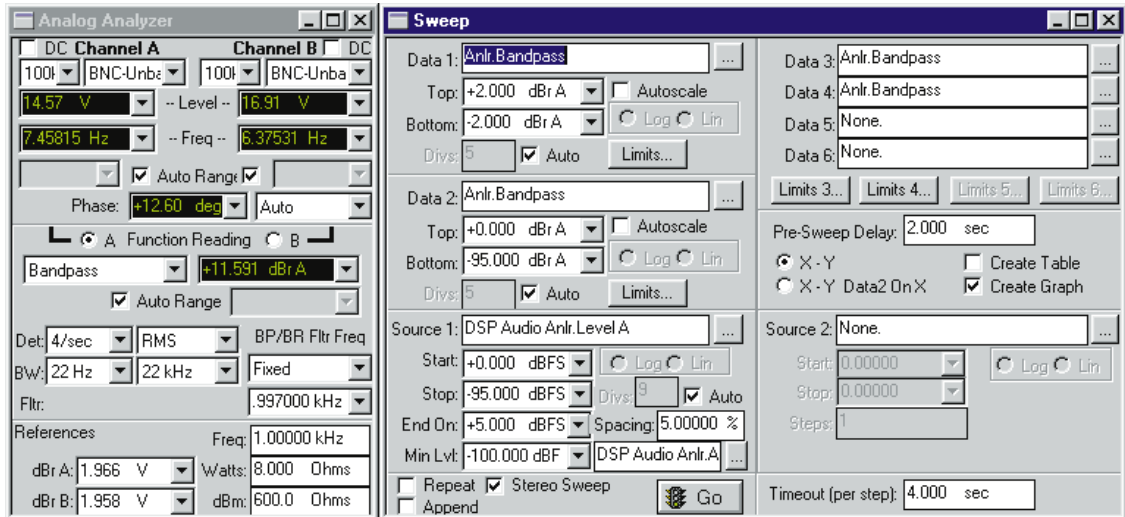 Analog Analyzer
DC Channel A Channel B DC
BNC-Unba BNC-Unba
14.57 V -- Level -- 16.91 V
7.45815 Hz -- Freq -- 6.37531 Hz
Auto Range
Phase: +12.60 deg Auto
A Function Reading B
Bandpass +11.591 dBr A
Auto Range
Det: 4/sec RMS BP/BR Fltr Freq
BW: 22 Hz 22 kHz Fixed
Fltr: .997000 kHz
References Freq: 1.00000 kHz
dBr A: 1.966 V Watts: 8.000 Ohms
dBr B: 1.958 V dBm: 600.0 Ohms
Sweep
Data 1: Anlr.Bandpass ...
Top: +2.000 dBr A Autoscale
Bottom: -2.000 dBr A Log Lin
Divs: 5 Auto Limits...
Data 2: Anlr.Bandpass ...
Top: +0.000 dBr A Autoscale
Bottom: -95.000 dBr A Log Lin
Divs: 5 Auto Limits...
Source 1: DSP Audio Anlr.Level A ...
Start: +0.000 dBFS Log Lin
Stop: -95.000 dBFS Divs: 9 Auto
End On: +5.000 dBFS Spacing: 5.00000 %
Min Lvl: -100.000 dBF DSP Audio Anlr.A ...
Repeat Stereo Sweep
Append Go
Data 3: Anlr.Bandpass ...
Data 4: Anlr.Bandpass ...
Data 5: None. ...
Data 6: None. ...
Limits 3... Limits 4... Limits 5... Limits 6...
Pre-Sweep Delay: 2.000 sec
X - Y Create Table
X - Y Data2 On X Create Graph
Source 2: None. ...
Start: 0.00000 Log Lin
Stop: 0.00000
Steps: 1
Timeout (per step): 4.000 sec